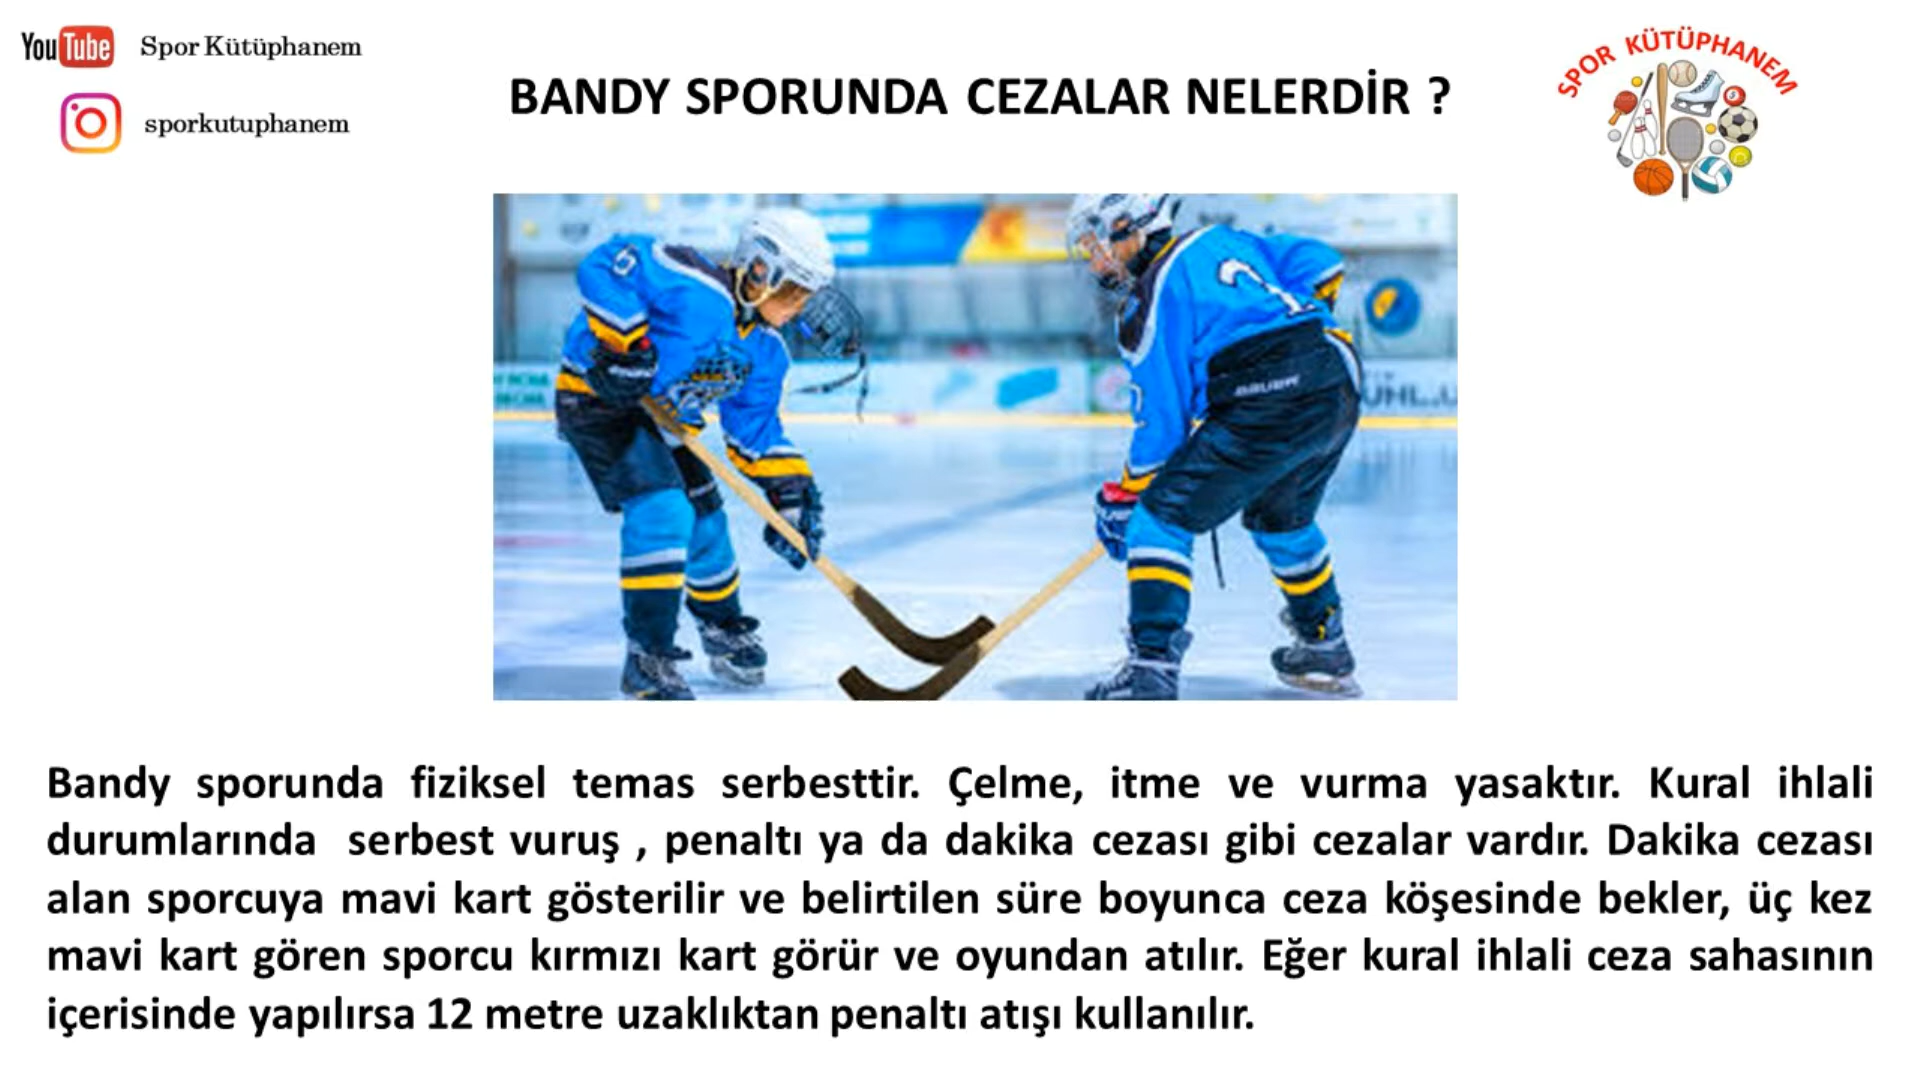 YouTube Spor Kütüphanem
sporkutuphanem
BANDY SPORUNDA CEZALAR NELERDİR ?
SPOR KÜTÜPHANEM
BAUER
UHL.
Bandy sporunda fiziksel temas serbesttir. Çelme, itme ve vurma yasaktır. Kural ihlali
durumlarında serbest vuruş , penaltı ya da dakika cezası gibi cezalar vardır. Dakika cezası
alan sporcuya mavi kart gösterilir ve belirtilen süre boyunca ceza köşesinde bekler, üç kez
mavi kart gören sporcu kırmızı kart görür ve oyundan atılır. Eğer kural ihlali ceza sahasının
içerisinde yapılırsa 12 metre uzaklıktan penaltı atışı kullanılır.